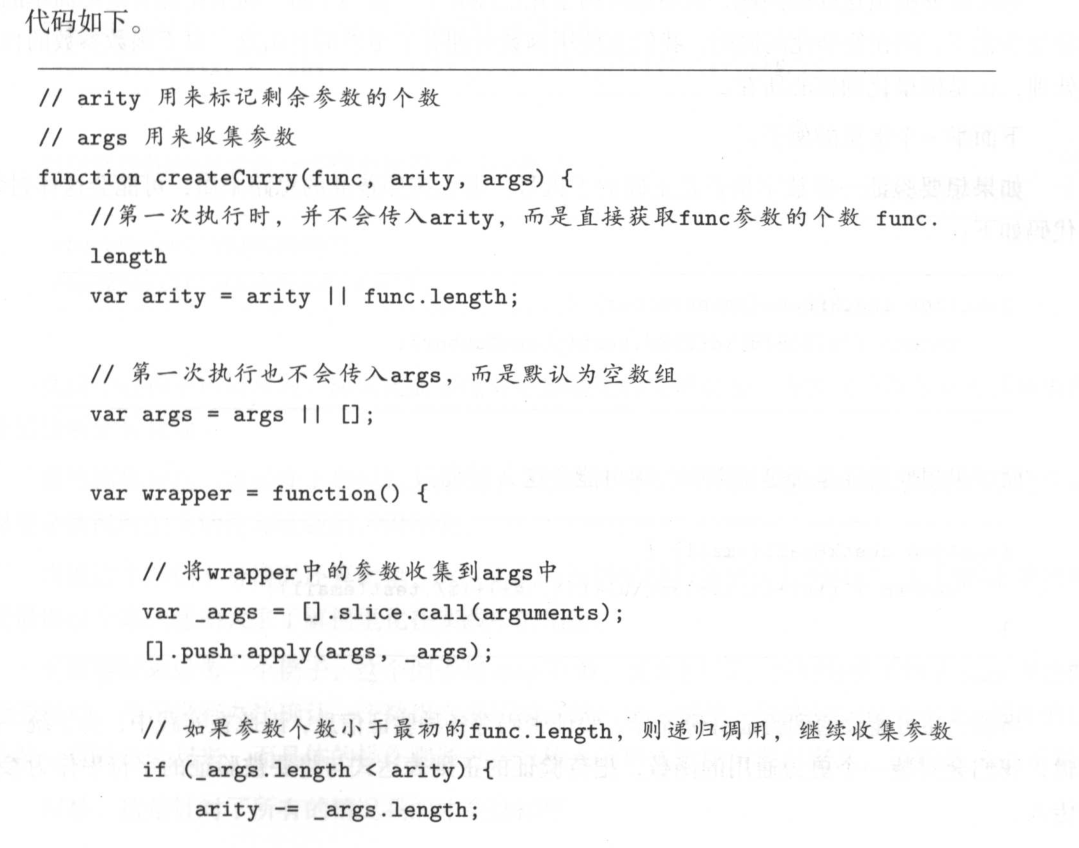 代码如下。
// arity 用来标记剩余参数的个数
// args 用来收集参数
function createCurry(func, arity, args) {
//第一次执行时，并不会传入arity，而是直接获取func参数的个数 func.
length
var arity = arity || func.length;
// 第一次执行也不会传入args，而是默认为空数组
var args = args || [];
var wrapper = function() {
// 将wrapper中的参数收集到args中
var _args = [].slice.call(arguments);
[].push.apply(args, _args);
// 如果参数个数小于最初的func.length，则递归调用，继续收集参数
if (_args.length < arity) {
arity -= _args.length;